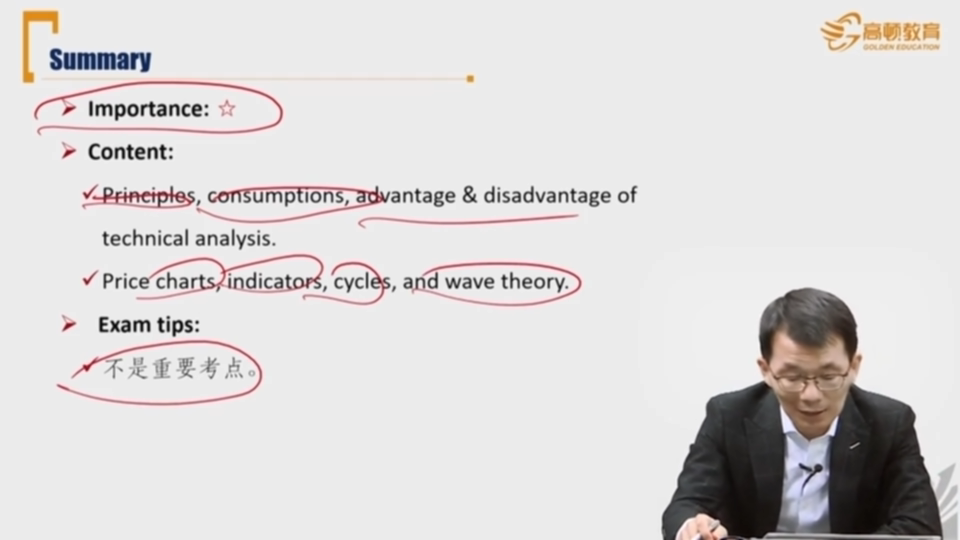 高顿教育
GOLDEN EDUCATION
Summary
Importance: ☆
Content:
Principles, consumptions, advantage & disadvantage of
technical analysis.
Price charts, indicators, cycles, and wave theory.
Exam tips:
不是重要考点。